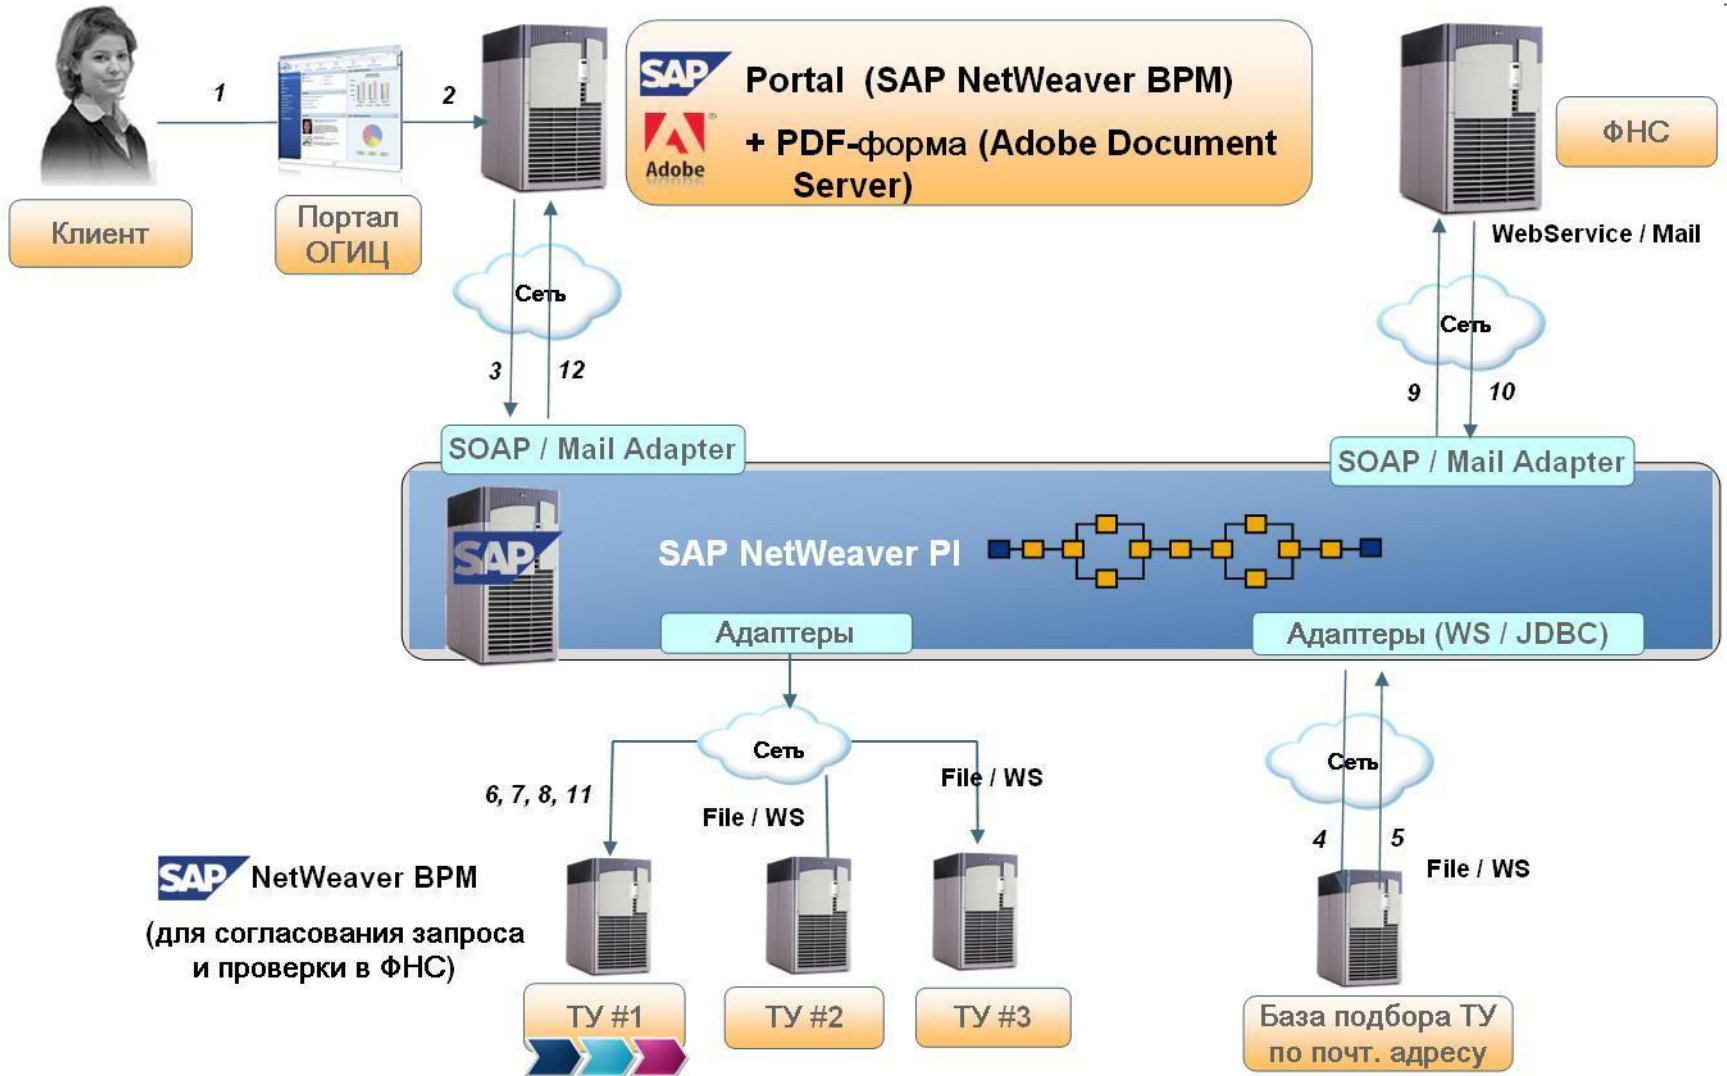 1
2
SAP
Portal (SAP NetWeaver BPM)
Adobe
+ PDF-форма (Adobe Document
Server)
ФНС
Клиент
Портал
ОГИЦ
WebService / Mail
Сеть
Сеть
3
12
9
10
SOAP / Mail Adapter
SOAP / Mail Adapter
SAP
SAP NetWeaver PI
Адаптеры
Адаптеры (WS / JDBC)
Сеть
Сеть
6, 7, 8, 11
File / WS
File / WS
4
5
File / WS
SAP NetWeaver BPM
(для согласования запроса
и проверки в ФНС)
ТУ #1
ТУ #2
ТУ #3
База подбора ТУ
по почт. адресу